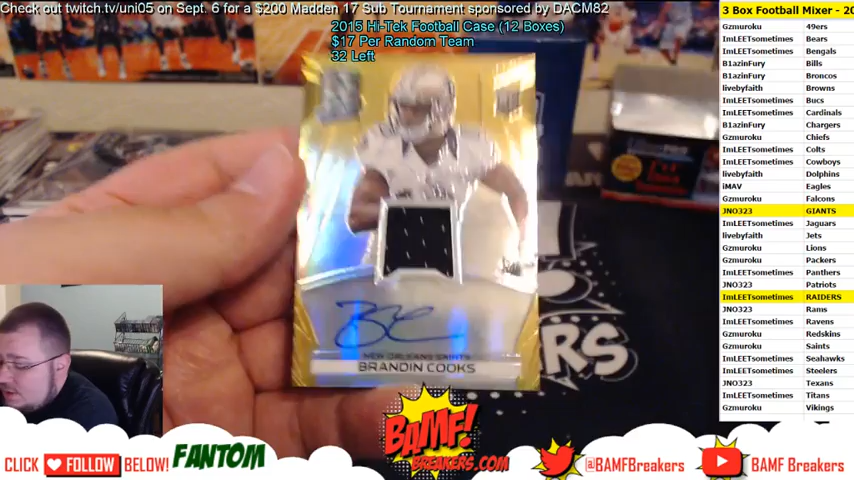 Check out twitch.tv/uni05 on Sept. 6 for a $200 Madden 17 Sub Tournament sponsored by DACM82
2015 Hi-Tek Football Case (12 Boxes)
$17 Per Random Team
32 Left
NEW ORLEANS SAINTS
BRANDIN COOKS
ERS
3 Box Football Mixer - 20
Gzmuroku 49ers
ImLEETsometimes Bears
ImLEETsometimes Bengals
B1azinFury Bills
B1azinFury Broncos
livebyfaith Browns
ImLEETsometimes Bucs
ImLEETsometimes Cardinals
B1azinFury Chargers
Gzmuroku Chiefs
ImLEETsometimes Colts
ImLEETsometimes Cowboys
livebyfaith Dolphins
iMAV Eagles
Gzmuroku Falcons
JNO323 GIANTS
ImLEETsometimes Jaguars
livebyfaith Jets
Gzmuroku Lions
Gzmuroku Packers
ImLEETsometimes Panthers
JNO323 Patriots
ImLEETsometimes RAIDERS
JNO323 Rams
ImLEETsometimes Ravens
Gzmuroku Redskins
Gzmuroku Saints
ImLEETsometimes Seahawks
ImLEETsometimes Steelers
JNO323 Texans
ImLEETsometimes Titans
Gzmuroku Vikings
CLICK FOLLOW BELOW! FANTOM
BAMF!
BREAKERS.COM
@BAMFBreakers
BAMF Breakers